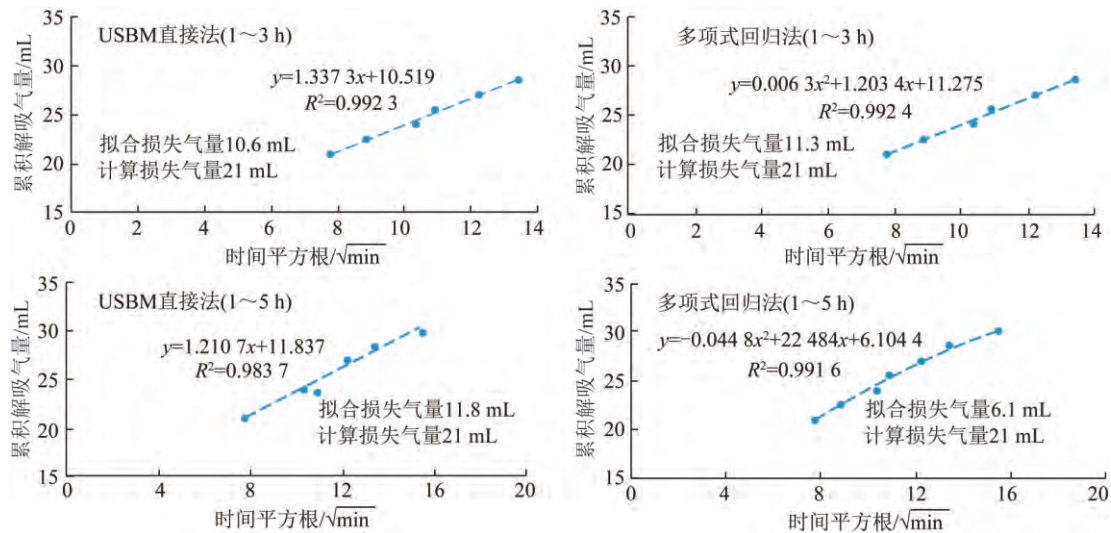 35
30
25
20
15
累积解吸气量/mL
USBM直接法(1～3 h)
y=1.337 3x+10.519
R²=0.992 3
拟合损失气量10.6 mL
计算损失气量21 mL
0 2 4 6 8 10 12 14
时间平方根/√min
35
30
25
20
15
累积解吸气量/mL
多项式回归法(1～3 h)
y=0.006 3x²+1.203 4x+11.275
R²=0.992 4
拟合损失气量11.3 mL
计算损失气量21 mL
0 2 4 6 8 10 12 14
时间平方根/√min
35
30
25
20
15
累积解吸气量/mL
USBM直接法(1～5 h)
y=1.210 7x+11.837
R²=0.983 7
拟合损失气量11.8 mL
计算损失气量21 mL
0 4 8 12 16 20
时间平方根/√min
35
30
25
20
15
累积解吸气量/mL
多项式回归法(1～5 h)
y=−0.044 8x²+22 484x+6.104 4
R²=0.991 6
拟合损失气量6.1 mL
计算损失气量21 mL
0 4 8 12 16 20
时间平方根/√min